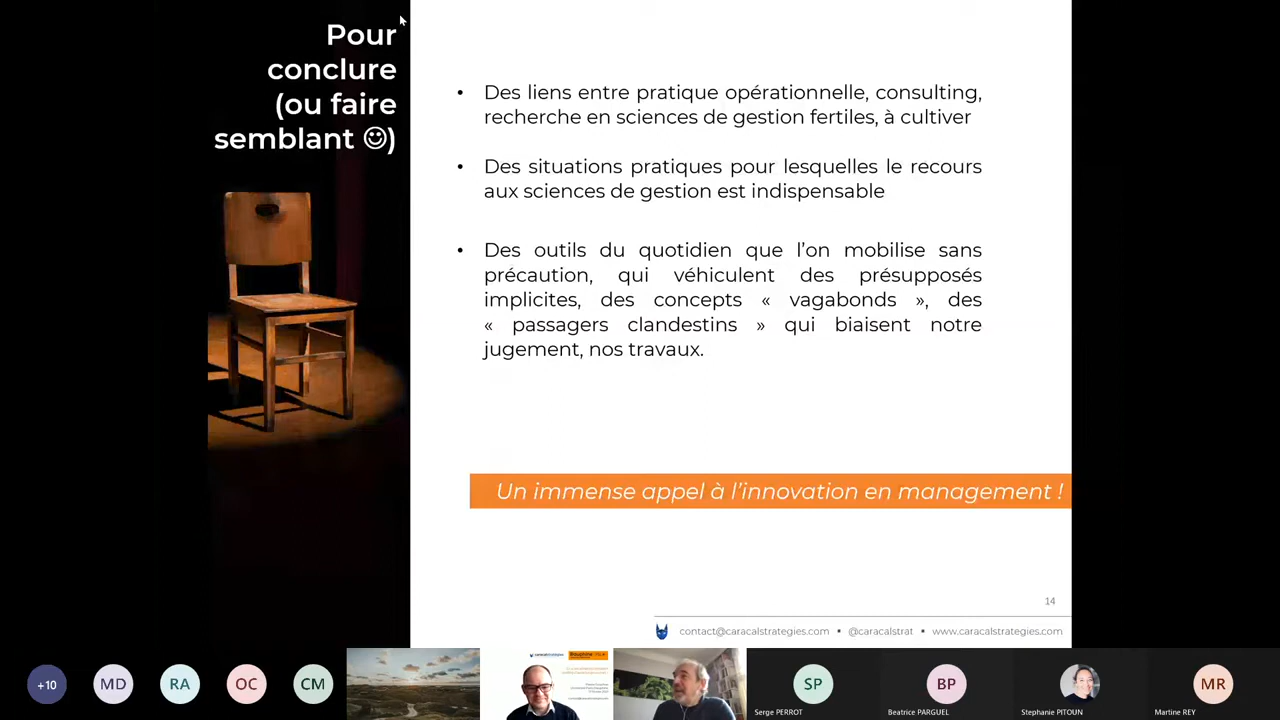 Pour
conclure
(ou faire
semblant ☺)
• Des liens entre pratique opérationnelle, consulting,
recherche en sciences de gestion fertiles, à cultiver
• Des situations pratiques pour lesquelles le recours
aux sciences de gestion est indispensable
• Des outils du quotidien que l’on mobilise sans
précaution, qui véhiculent des présupposés
implicites, des concepts « vagabonds », des
« passagers clandestins » qui biaisent notre
jugement, nos travaux.
Un immense appel à l’innovation en management !
14
contact@caracalstrategies.com ▪ @caracalstrat ▪ www.caracalstrategies.com
+10
MD
RA
OC
CM
SP
Serge PERROT
BP
Beatrice PARGUEL
Stephanie PITOUN
MR
Martine REY